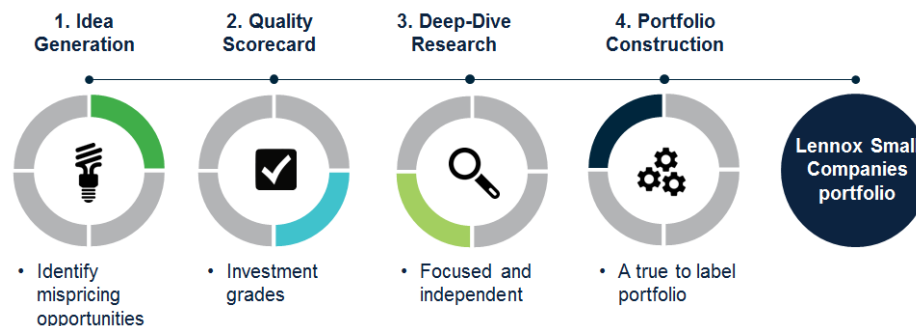 1. Idea
Generation
2. Quality
Scorecard
3. Deep-Dive
Research
4. Portfolio
Construction
Lennox Small
Companies
portfolio
• Identify
mispricing
opportunities
• Investment
grades
• Focused and
independent
• A true to label
portfolio